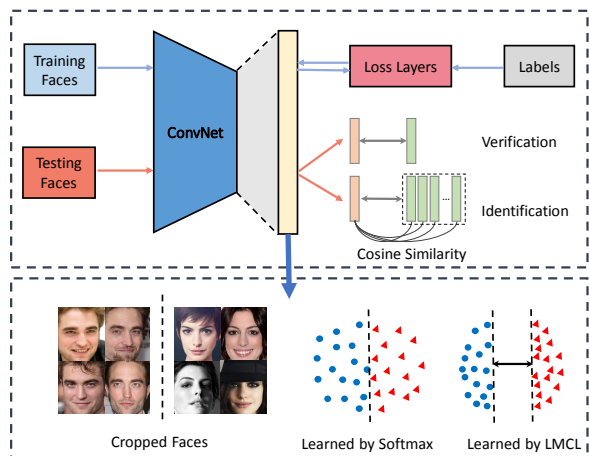 Training
Faces
ConvNet
Loss Layers
Labels
Testing
Faces
Verification
...
Identification
Cosine Similarity
Cropped Faces
Learned by Softmax
Learned by LMCL